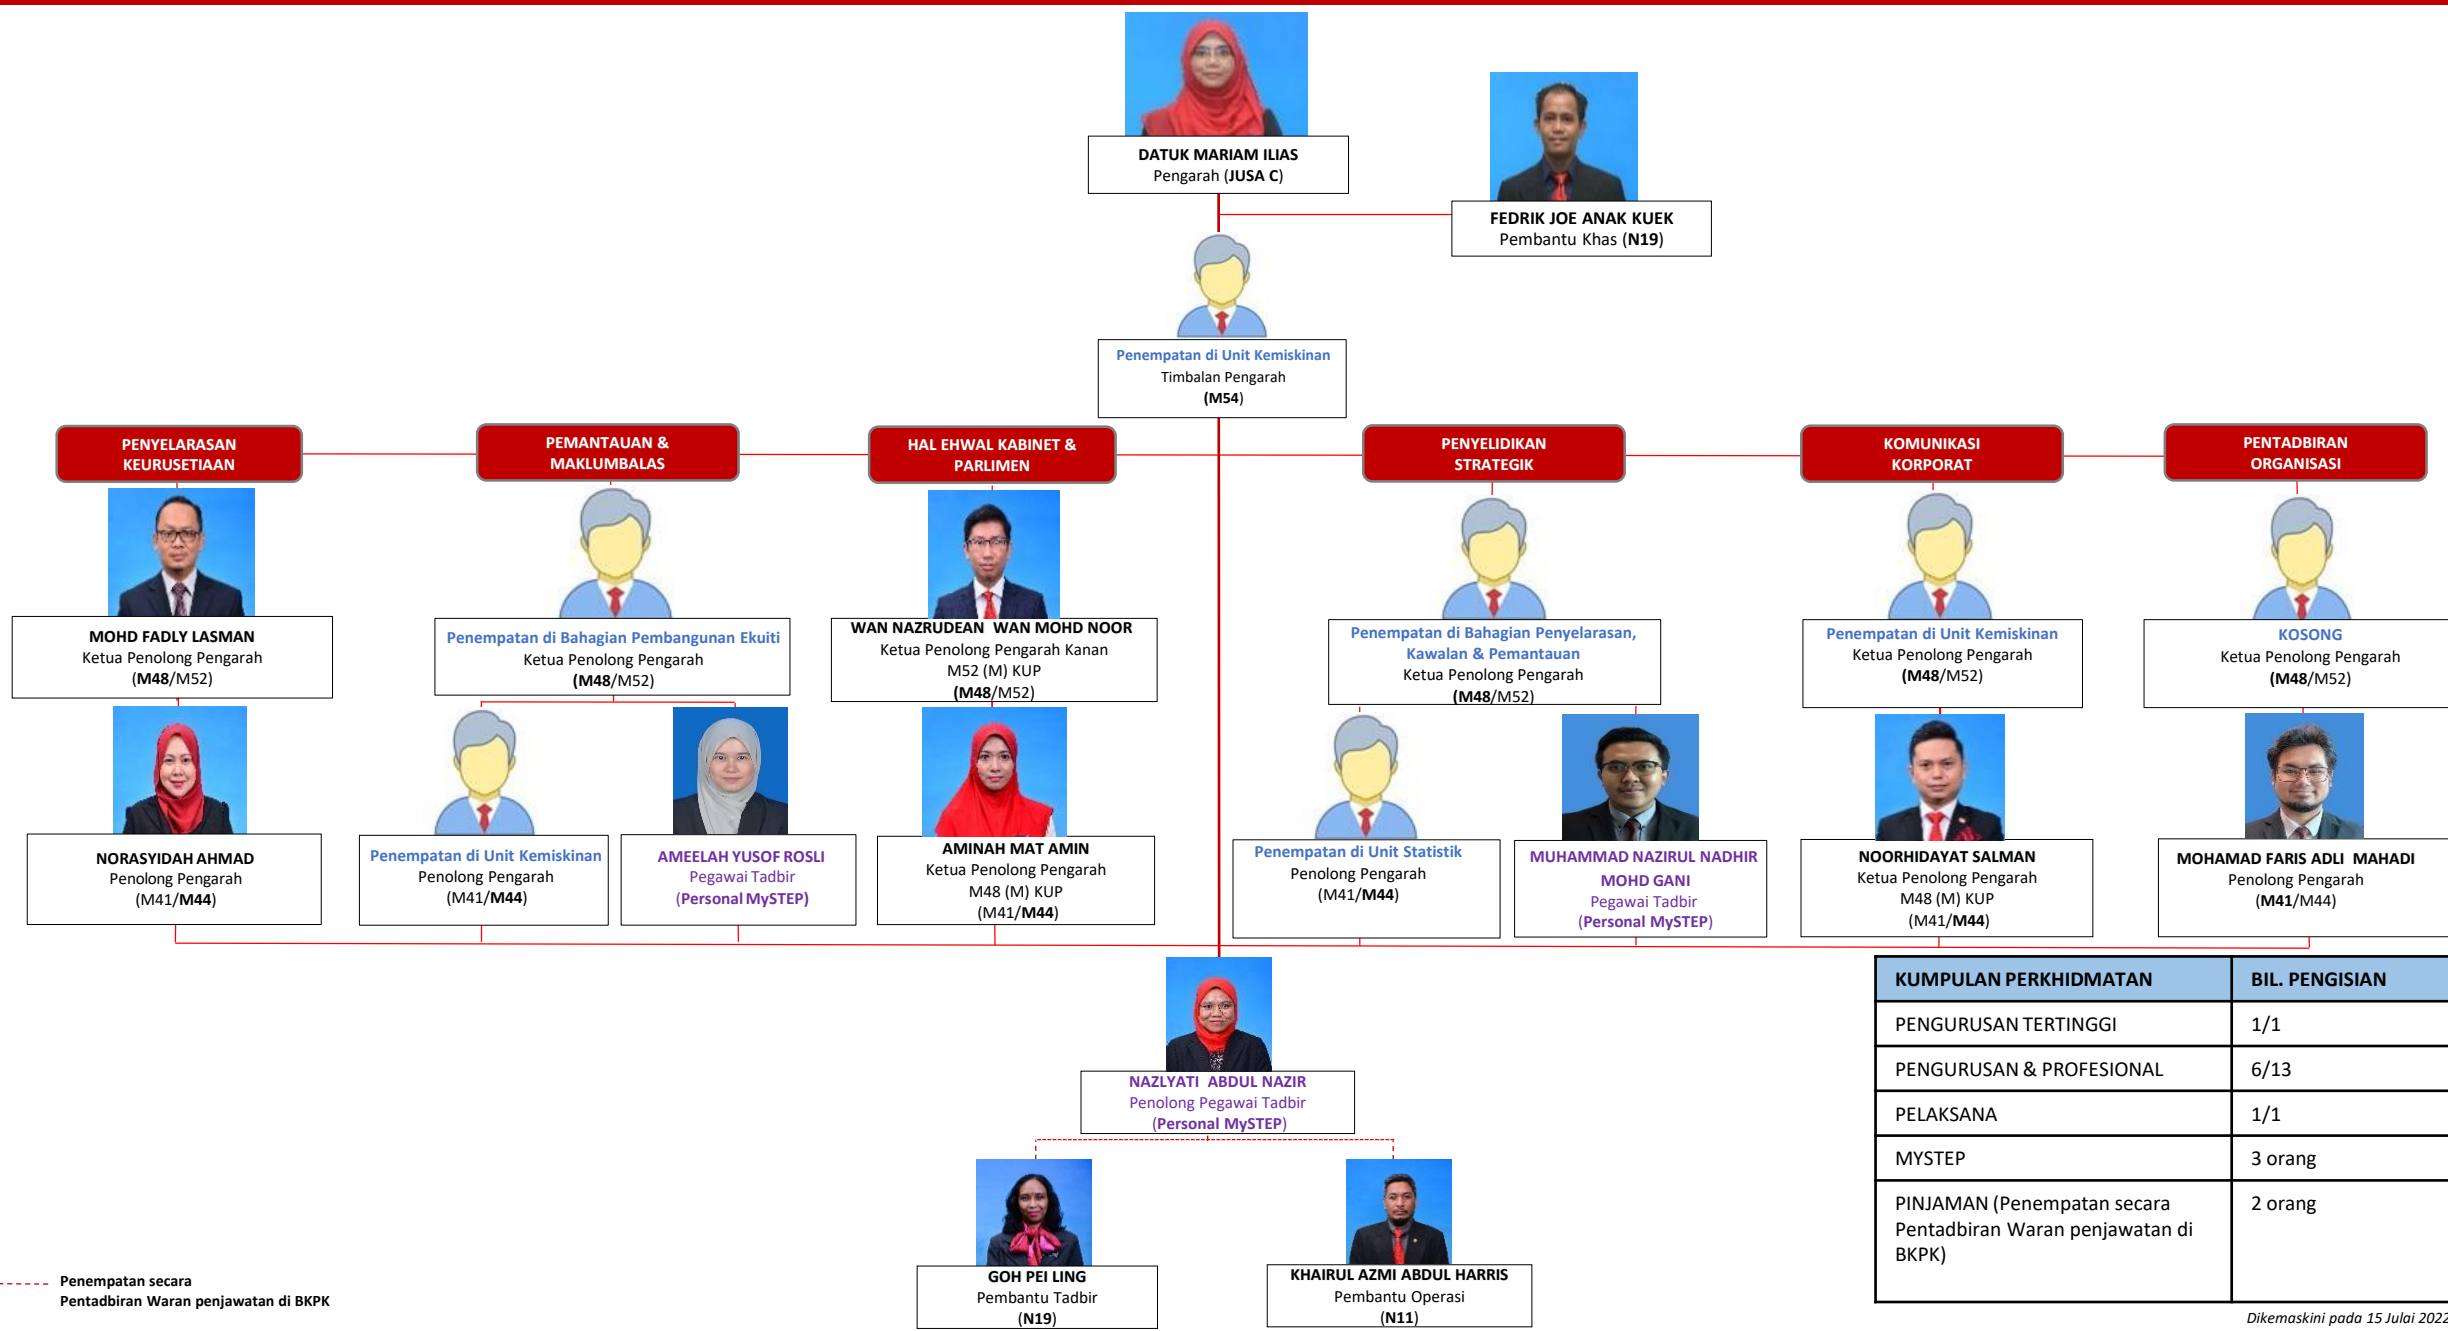 DATUK MARIAM ILIAS
Pengarah (JUSA C)
FEDRIK JOE ANAK KUEK
Pembantu Khas (N19)
Penempatan di Unit Kemiskinan
Timbalan Pengarah
(M54)
PENYELARASAN
KEURUSETIAAN
PEMANTAUAN &
MAKLUMBALAS
HAL EHWAL KABINET &
PARLIMEN
PENYELIDIKAN
STRATEGIK
KOMUNIKASI
KORPORAT
PENTADBIRAN
ORGANISASI
MOHD FADLY LASMAN
Ketua Penolong Pengarah
(M48/M52)
Penempatan di Bahagian Pembangunan Ekuiti
Ketua Penolong Pengarah
(M48/M52)
WAN NAZRUDEAN WAN MOHD NOOR
Ketua Penolong Pengarah Kanan
M52 (M) KUP
(M48/M52)
Penempatan di Bahagian Penyelarasan,
Kawalan & Pemantauan
Ketua Penolong Pengarah
(M48/M52)
Penempatan di Unit Kemiskinan
Ketua Penolong Pengarah
(M48/M52)
KOSONG
Ketua Penolong Pengarah
(M48/M52)
NORASYIDAH AHMAD
Penolong Pengarah
(M41/M44)
Penempatan di Unit Kemiskinan
Penolong Pengarah
(M41/M44)
AMEELAH YUSOF ROSLI
Pegawai Tadbir
(Personal MySTEP)
AMINAH MAT AMIN
Ketua Penolong Pengarah
M48 (M) KUP
(M41/M44)
Penempatan di Unit Statistik
Penolong Pengarah
(M41/M44)
MUHAMMAD NAZIRUL NADHIR
MOHD GANI
Pegawai Tadbir
(Personal MySTEP)
NOORHIDAYAT SALMAN
Ketua Penolong Pengarah
M48 (M) KUP
(M41/M44)
MOHAMAD FARIS ADLI MAHADI
Penolong Pengarah
(M41/M44)
NAZLYATI ABDUL NAZIR
Penolong Pegawai Tadbir
(Personal MySTEP)
GOH PEI LING
Pembantu Tadbir
(N19)
KHAIRUL AZMI ABDUL HARRIS
Pembantu Operasi
(N11)
KUMPULAN PERKHIDMATAN BIL. PENGISIAN
PENGURUSAN TERTINGGI 1/1
PENGURUSAN & PROFESIONAL 6/13
PELAKSANA 1/1
MYSTEP 3 orang
PINJAMAN (Penempatan secara 2 orang
Pentadbiran Waran penjawatan di
BKPK)
Penempatan secara
Pentadbiran Waran penjawatan di BKPK
Dikemaskini pada 15 Julai 2022